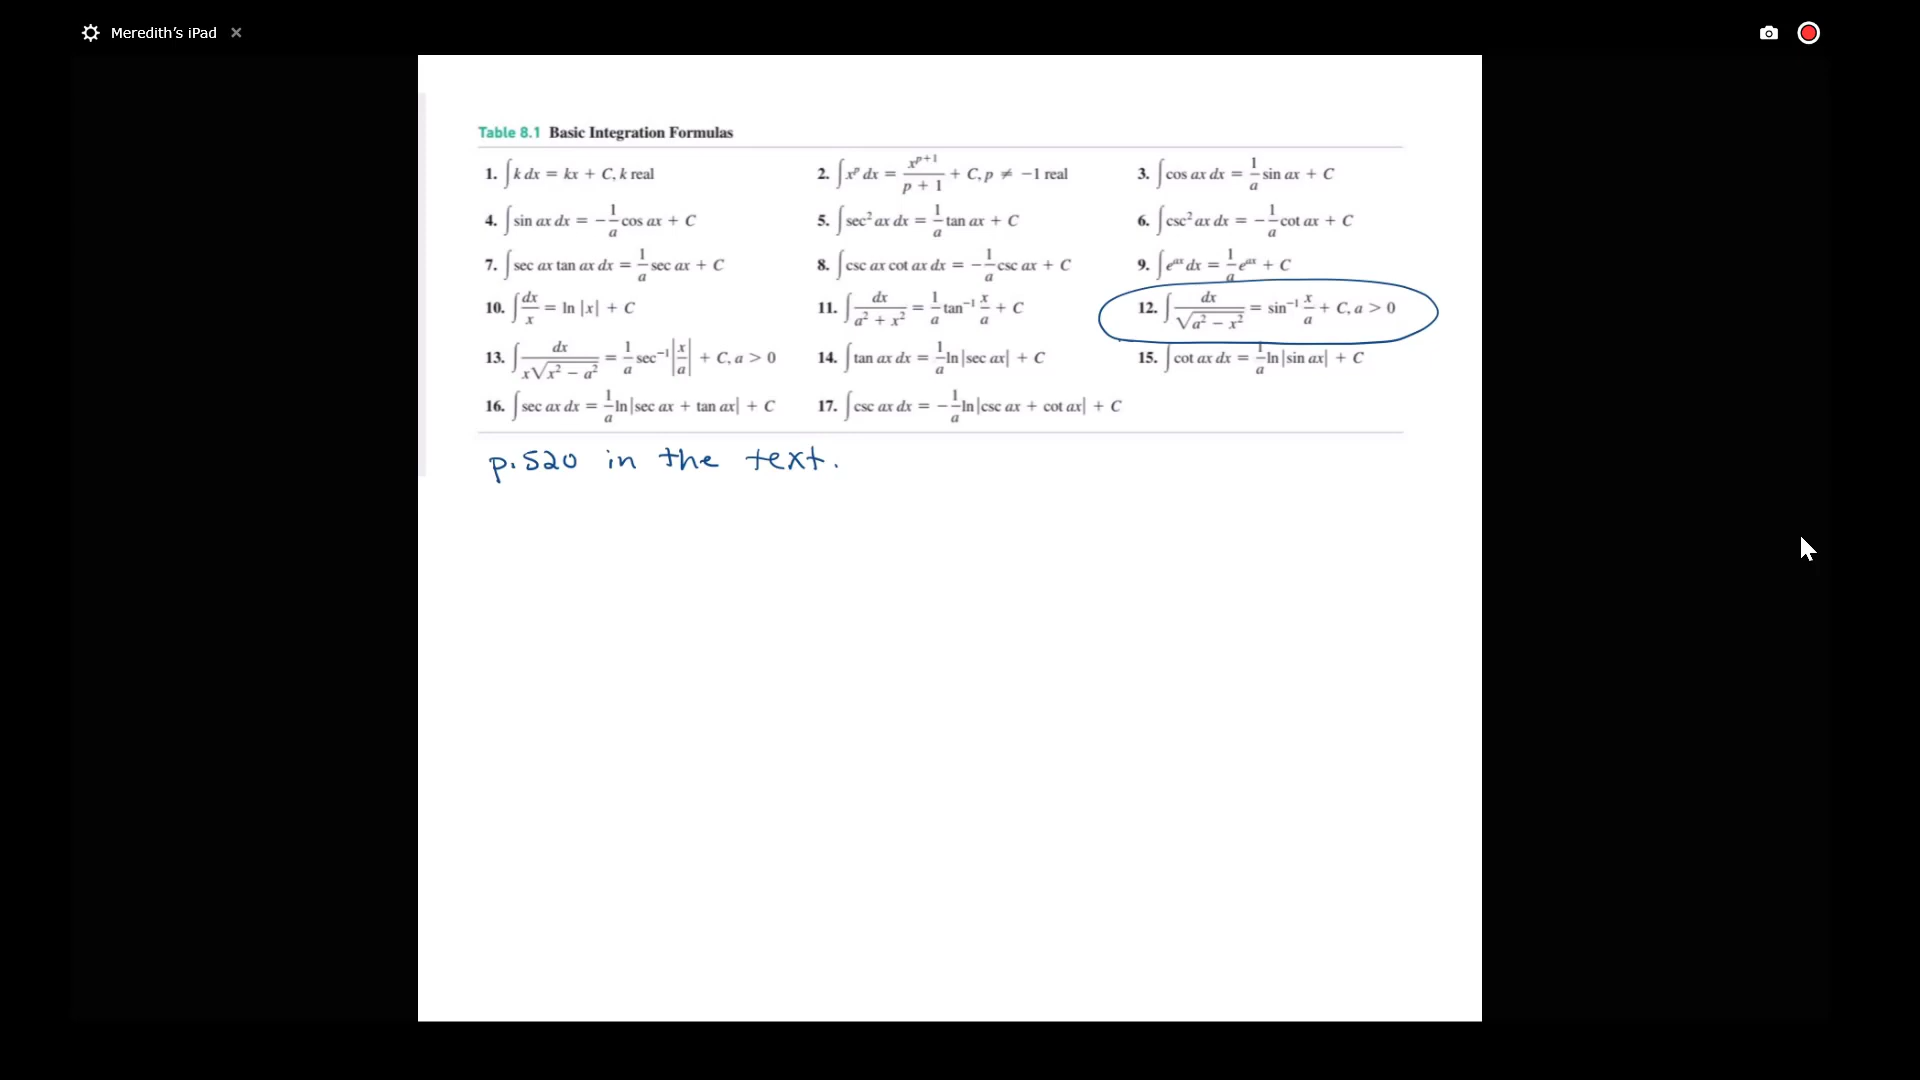 Meredith's iPad
Table 8.1 Basic Integration Formulas
1. ∫ k dx = kx + C, k real
2. ∫ x^p dx = x^(p+1)/(p + 1) + C, p ≠ −1 real
3. ∫ cos ax dx = 1/a sin ax + C
4. ∫ sin ax dx = −1/a cos ax + C
5. ∫ sec² ax dx = 1/a tan ax + C
6. ∫ csc² ax dx = −1/a cot ax + C
7. ∫ sec ax tan ax dx = 1/a sec ax + C
8. ∫ csc ax cot ax dx = −1/a csc ax + C
9. ∫ e^(ax) dx = 1/a e^(ax) + C
10. ∫ dx/x = ln |x| + C
11. ∫ dx/(a² + x²) = 1/a tan⁻¹ x/a + C
12. ∫ dx/√(a² − x²) = sin⁻¹ x/a + C, a > 0
13. ∫ dx/(x√(x² − a²)) = 1/a sec⁻¹ |x/a| + C, a > 0
14. ∫ tan ax dx = 1/a ln |sec ax| + C
15. ∫ cot ax dx = 1/a ln |sin ax| + C
16. ∫ sec ax dx = 1/a ln |sec ax + tan ax| + C
17. ∫ csc ax dx = −1/a ln |csc ax + cot ax| + C
p.520 in the text.